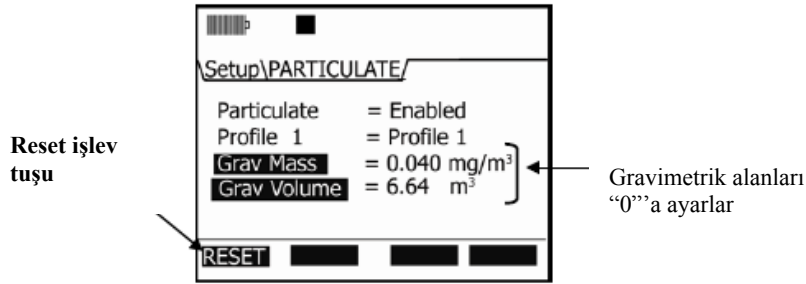 \Setup\PARTICULATE/
Particulate = Enabled
Profile 1 = Profile 1
Grav Mass = 0.040 mg/m³
Grav Volume = 6.64 m³
RESET
Reset işlev
tuşu
Gravimetrik alanları
“0”’a ayarlar